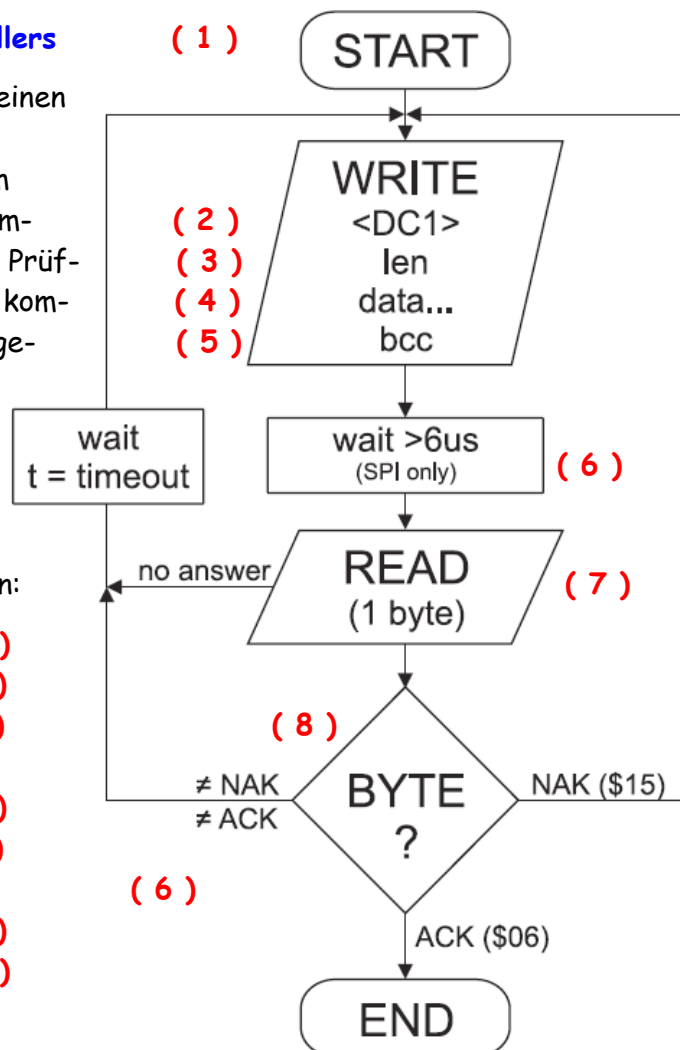 llers
( 1 )
START
einen
n
m-
Prüf-
kom-
ge-
WRITE
( 2 ) <DC1>
( 3 ) len
( 4 ) data...
( 5 ) bcc
wait
t = timeout
wait >6us
(SPI only)
( 6 )
no answer
READ
(1 byte)
( 7 )
n:
)
)
)
)
)
)
)
( 8 )
≠ NAK
≠ ACK
BYTE
?
NAK ($15)
( 6 )
ACK ($06)
END